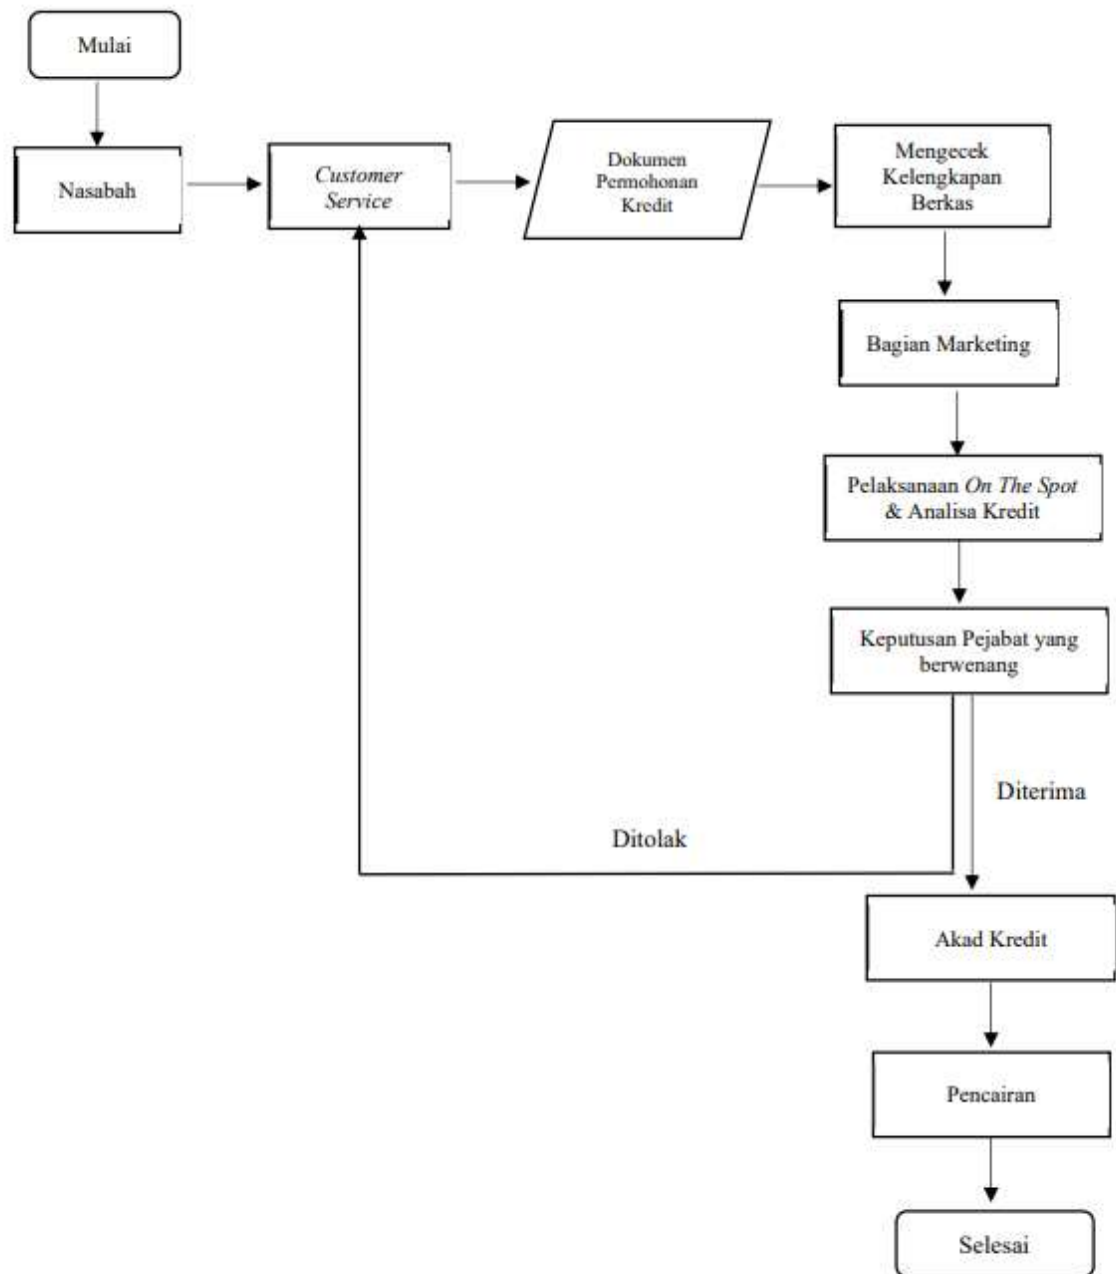 Mulai
Nasabah
Customer
Service
Dokumen
Permohonan
Kredit
Mengecek
Kelengkapan
Berkas
Bagian Marketing
Pelaksanaan On The Spot
& Analisa Kredit
Keputusan Pejabat yang
berwenang
Diterima
Ditolak
Akad Kredit
Pencairan
Selesai